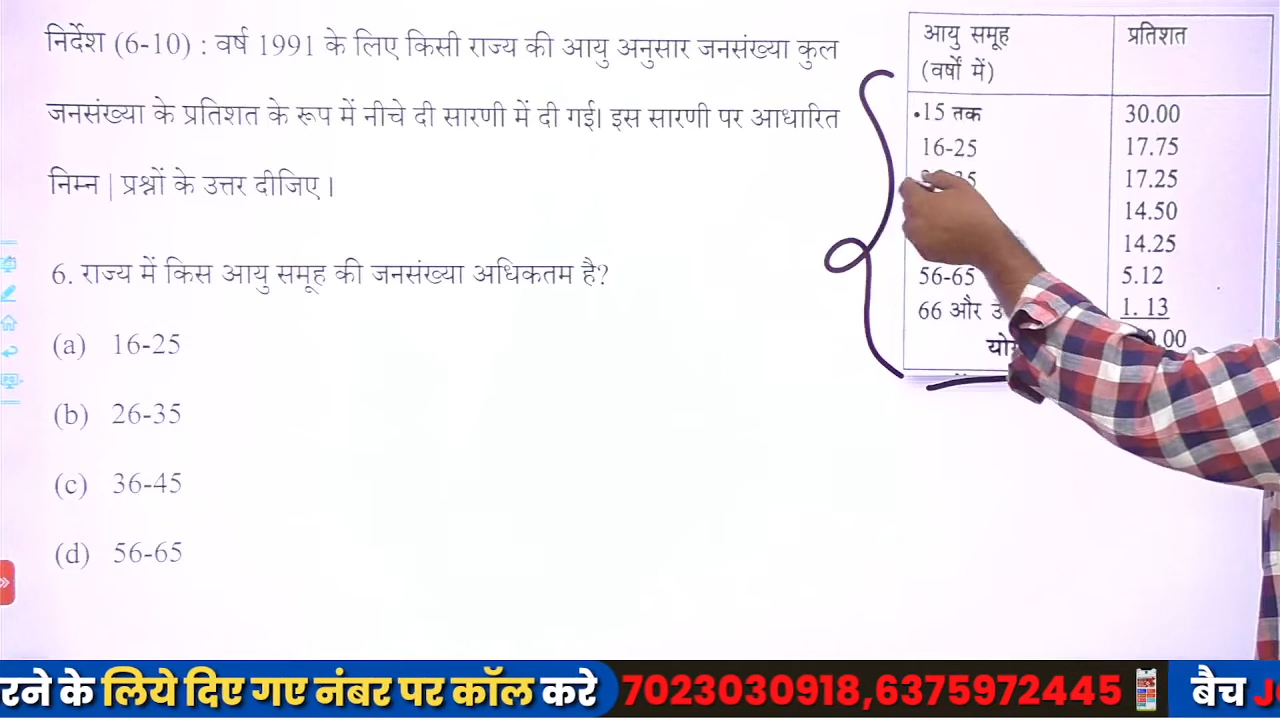 निर्देश (6-10) : वर्ष 1991 के लिए किसी राज्य की आयु अनुसार जनसंख्या कुल
जनसंख्या के प्रतिशत के रूप में नीचे दी सारणी में दी गई। इस सारणी पर आधारित
निम्न | प्रश्नों के उत्तर दीजिए ।
6. राज्य में किस आयु समूह की जनसंख्या अधिकतम है?
(a) 16-25
(b) 26-35
(c) 36-45
(d) 56-65
आयु समूह प्रतिशत
(वर्षों में)
15 तक 30.00
16-25 17.75
17.25
14.50
14.25
56-65 5.12
66 और 1. 13
रने के लिये दिए गए नंबर पर कॉल करे 7023030918,6375972445 बैच